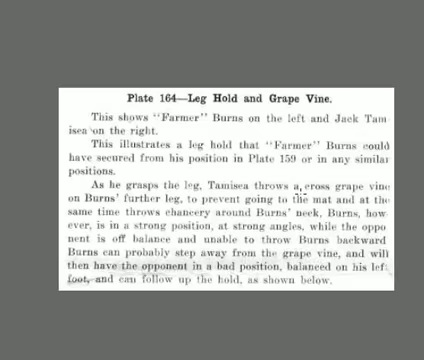 Plate 164—Leg Hold and Grape Vine.
This shows "Farmer" Burns on the left and Jack Tam
isea on the right.
This illustrates a leg hold that "Farmer" Burns could
have secured from his position in Plate 159 or in any similar
positions.
As he grasps the leg, Tamisea throws a cross grape vine
on Burns' further leg, to prevent going to the mat and at the
same time throws chancery around Burns' neck, Burns, how-
ever, is in a strong position, at strong angles, while the oppo
nent is off balance and unable to throw Burns backward
Burns can probably step away from the grape vine, and will
then have the opponent in a bad position, balanced on his left
foot, and can follow up the hold, as shown below.